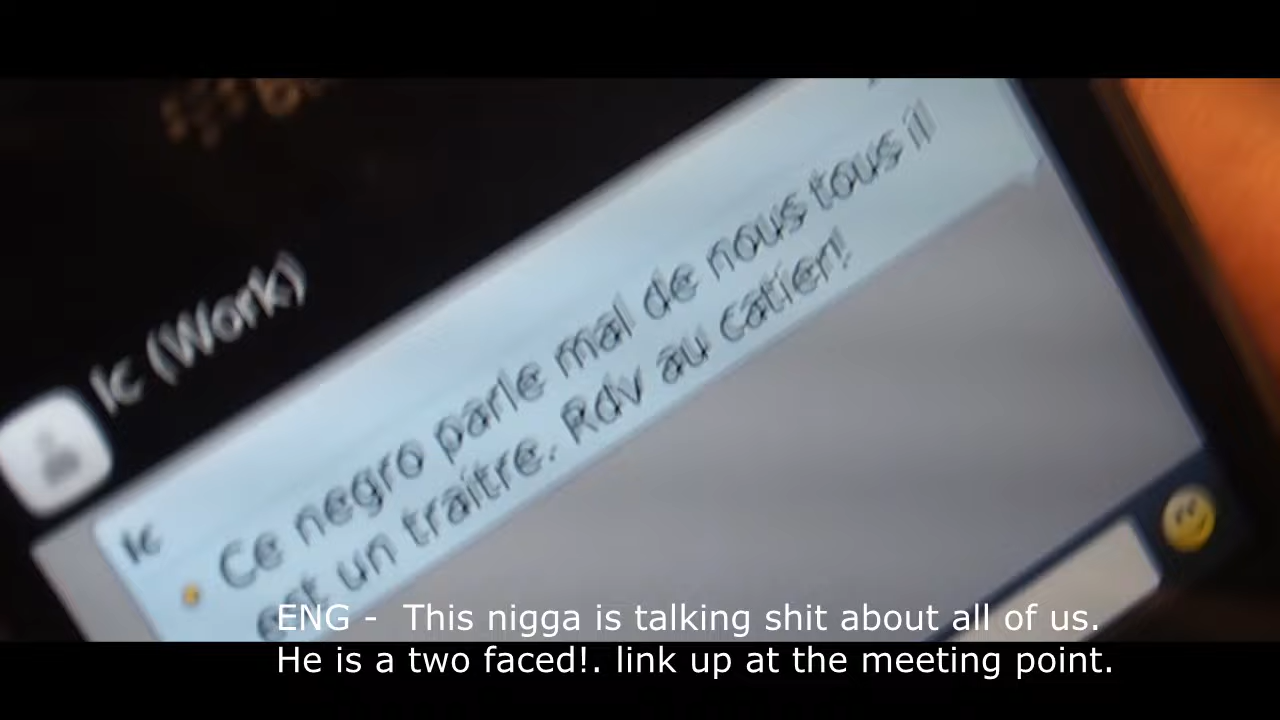 Ic (Work)
Ic
Ce negro parle mal de nous tous il
est un traitre. Rdv au catier!
ENG - This nigga is talking shit about all of us.
He is a two faced!. link up at the meeting point.